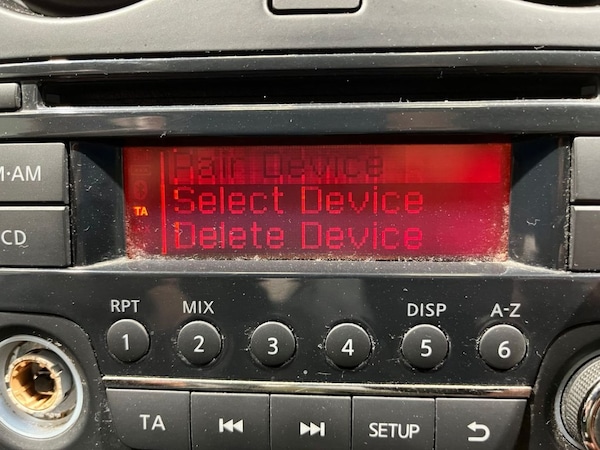 Pair Device
TA Select Device
Delete Device
M·AM
CD
RPT MIX DISP A-Z
1 2 3 4 5 6
TA SETUP